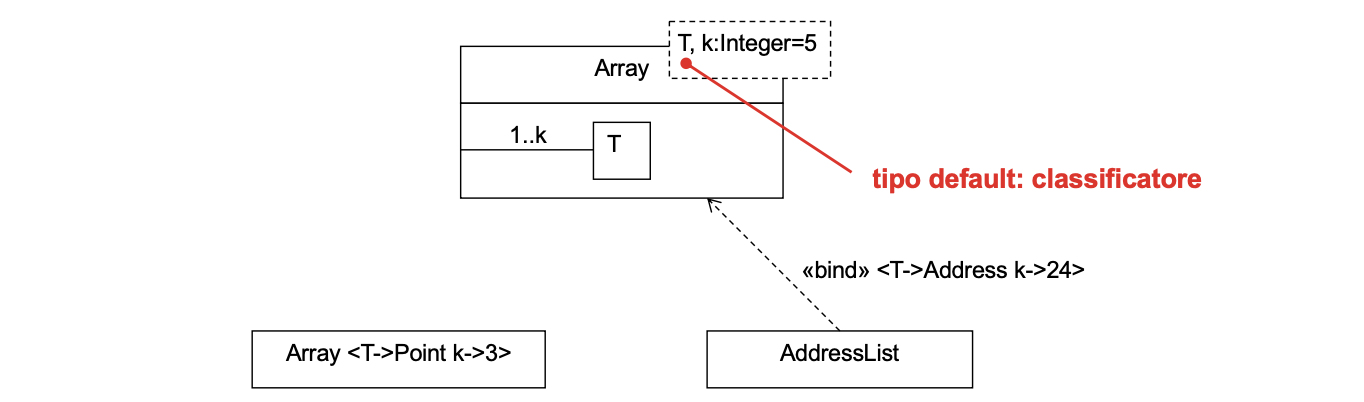 T, k:Integer=5
Array
1..k
T
tipo default: classificatore
«bind» <T->Address k->24>
Array <T->Point k->3>
AddressList